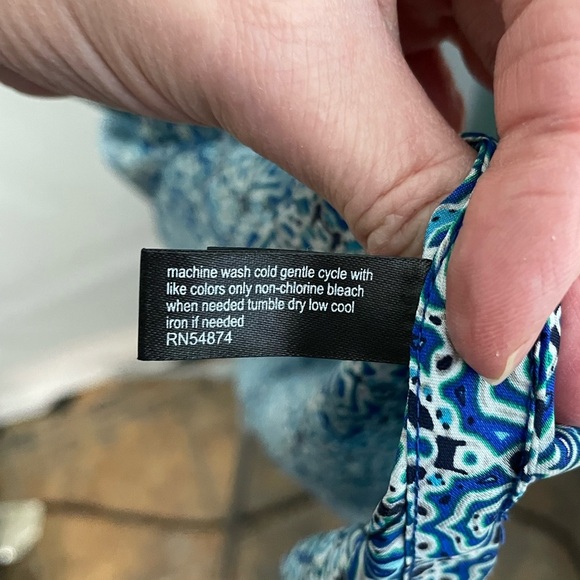 machine wash cold gentle cycle with
like colors only non-chlorine bleach
when needed tumble dry low cool
iron if needed
RN54874